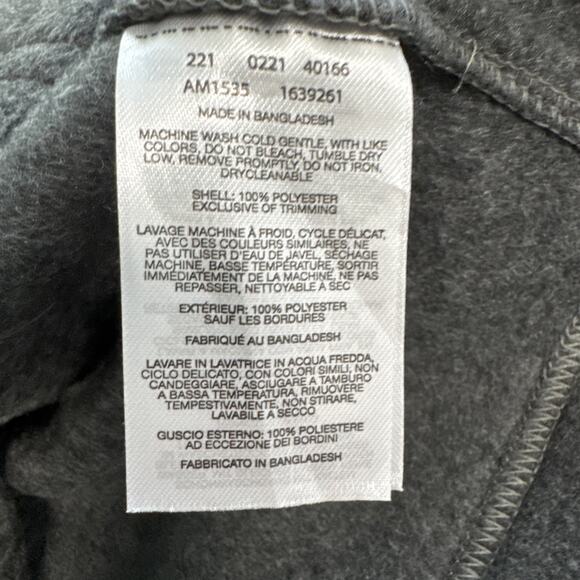 221 0221 40166
AM1535 1639261
MADE IN BANGLADESH
MACHINE WASH COLD GENTLE, WITH LIKE
COLORS, DO NOT BLEACH, TUMBLE DRY
LOW, REMOVE PROMPTLY, DO NOT IRON,
DRYCLEANABLE
SHELL: 100% POLYESTER
EXCLUSIVE OF TRIMMING
LAVAGE MACHINE À FROID, CYCLE DÉLICAT,
AVEC DES COULEURS SIMILAIRES, NE
PAS UTILISER D'EAU DE JAVEL, SÉCHAGE
MACHINE, BASSE TEMPÉRATURE, SORTIR
IMMEDIATEMENT DE LA MACHINE, NE PAS
REPASSER, NETTOYABLE À SEC
EXTÉRIEUR: 100% POLYESTER
SAUF LES BORDURES
FABRIQUÉ AU BANGLADESH
LAVARE IN LAVATRICE IN ACQUA FREDDA,
CICLO DELICATO, CON COLORI SIMILI, NON
CANDEGGIARE, ASCIUGARE A TAMBURO
A BASSA TEMPERATURA, RIMUOVERE
TEMPESTIVAMENTE, NON STIRARE,
LAVABILE A SECCO
GUSCIO ESTERNO: 100% POLIESTERE
AD ECCEZIONE DEI BORDINI
FABBRICATO IN BANGLADESH